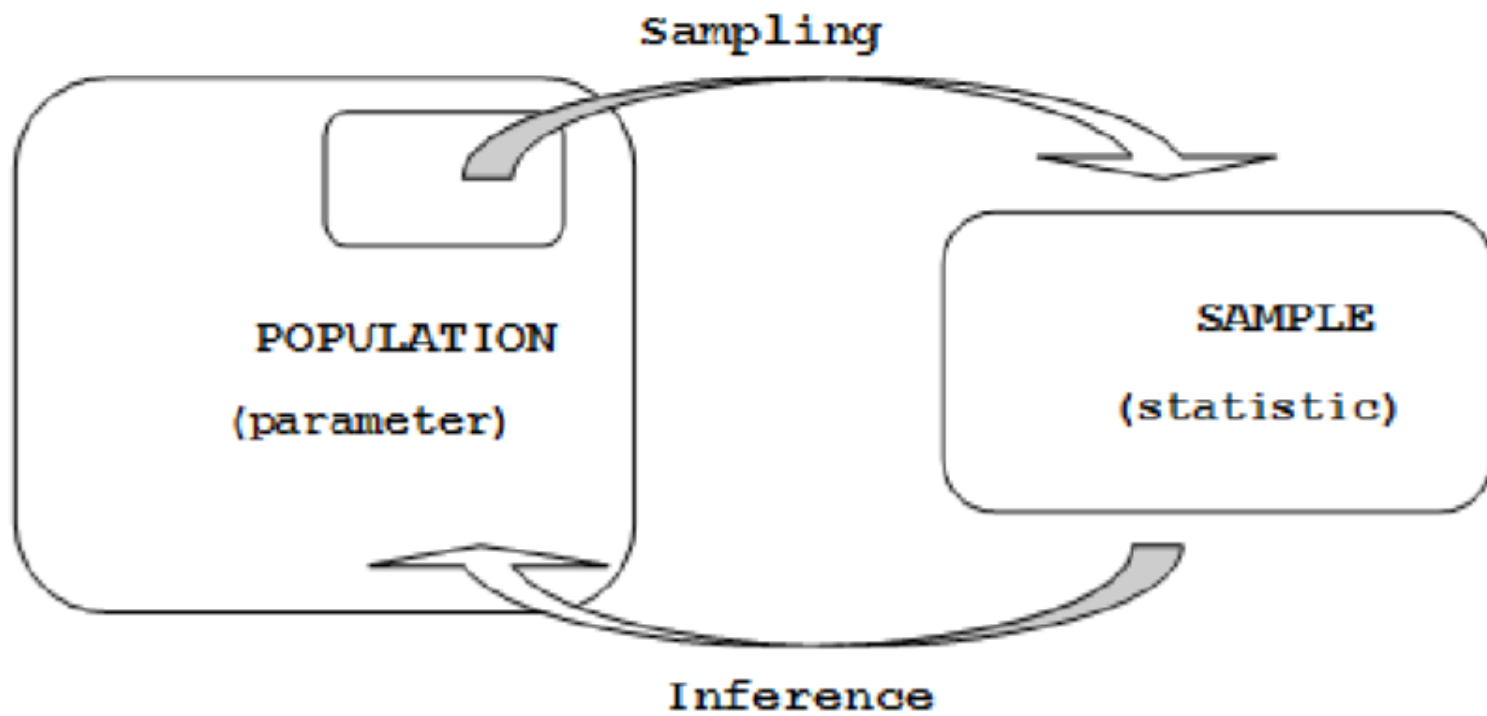 Sampling
POPULATION
(parameter)
SAMPLE
(statistic)
Inference